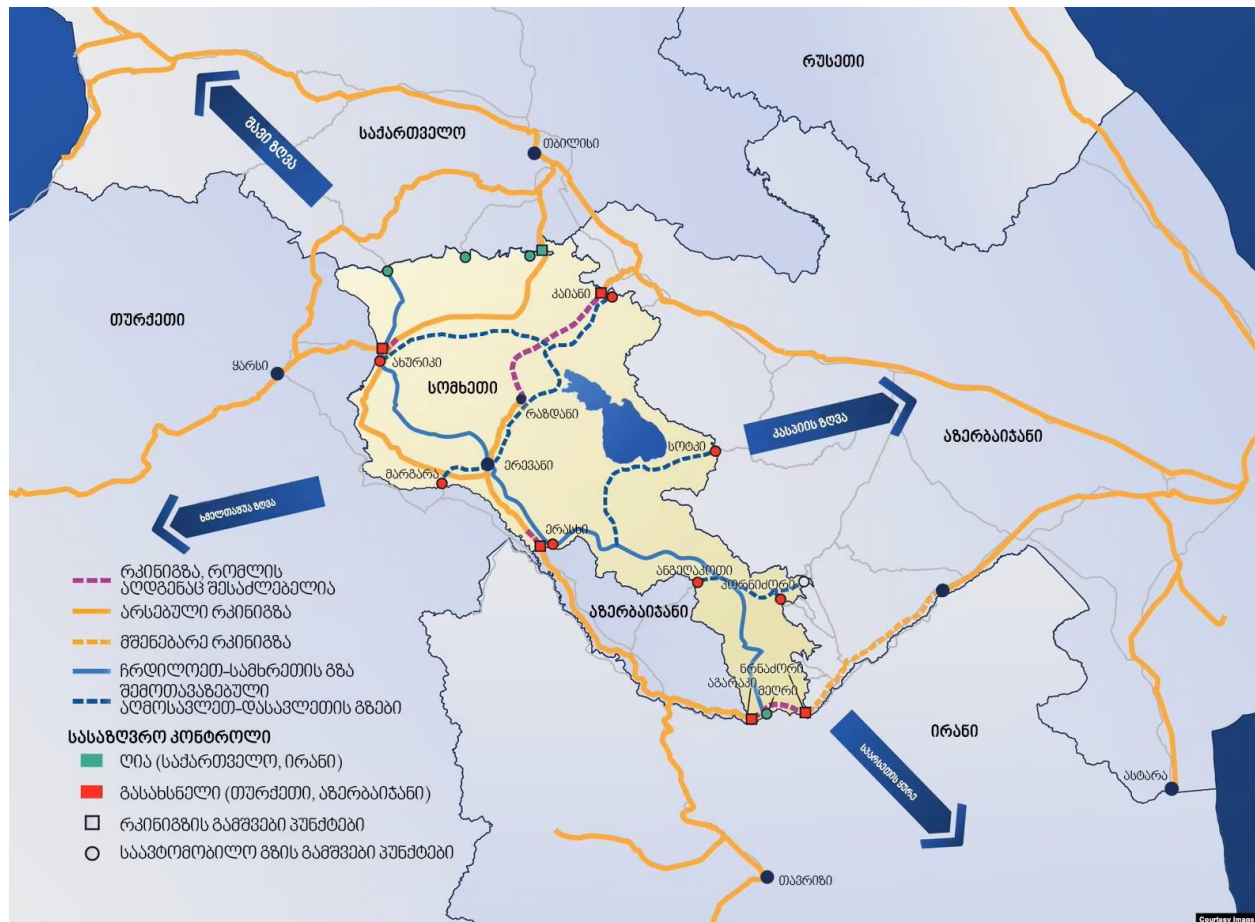 რუსეთი
შავი ზღვა
საქართველო
თბილისი
თურქეთი
კაიანი
ყარსი
ახურიკი
სომხეთი
რაზდანი
კასპიის ზღვა
აზერბაიჯანი
სოტკი
მარგარა
ერევანი
ხმელთაშუა ზღვა
ერასხი
ანგეღაკოთი
კორნიძორი
აზერბაიჯანი
ნრნაძორი
აგარაკი
მეღრი
ირანი
სპარსეთის ყურე
ასტარა
თავრიზი
რკინიგზა, რომლის
აღდგენაც შესაძლებელია
არსებული რკინიგზა
მშენებარე რკინიგზა
ჩრდილოეთ-სამხრეთის გზა
შემოთავაზებული
აღმოსავლეთ-დასავლეთის გზები
სასაზღვრო კონტროლი
ღია (საქართველო, ირანი)
გასახსნელი (თურქეთი, აზერბაიჯანი)
რკინიგზის გამშვები პუნქტები
საავტომობილო გზის გამშვები პუნქტები
Courtesy Image